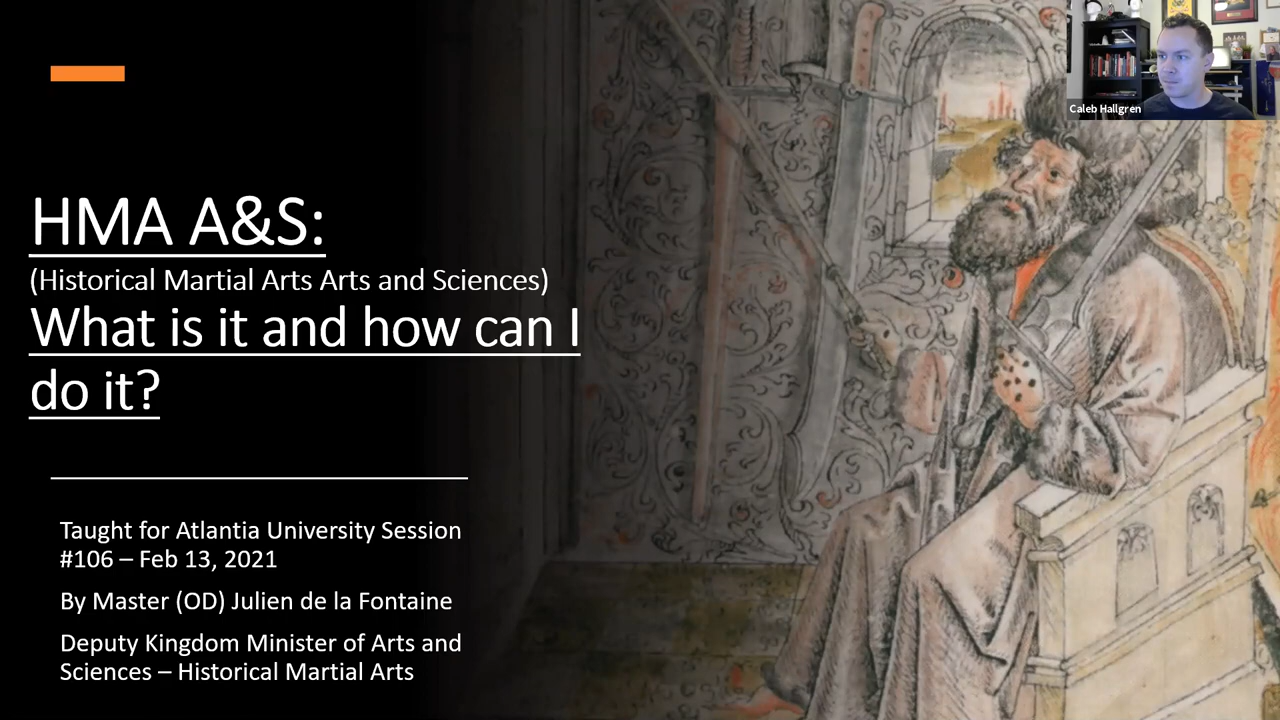 Caleb Hallgren
HMA A&S:
(Historical Martial Arts Arts and Sciences)
What is it and how can I
do it?
Taught for Atlantia University Session
#106 – Feb 13, 2021
By Master (OD) Julien de la Fontaine
Deputy Kingdom Minister of Arts and
Sciences – Historical Martial Arts